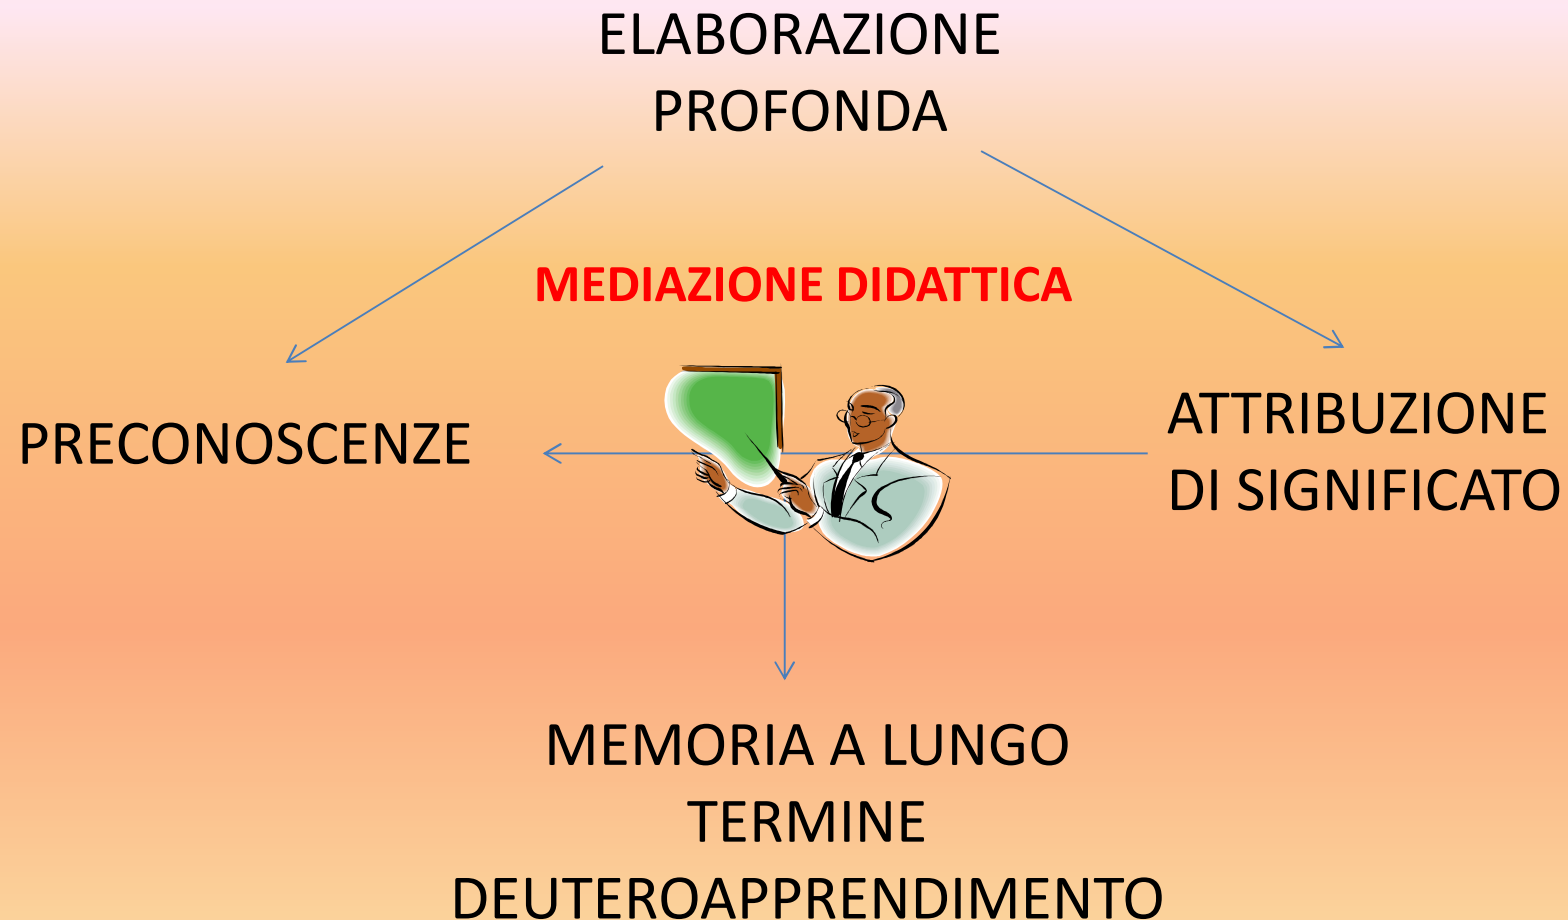 ELABORAZIONE
PROFONDA
MEDIAZIONE DIDATTICA
PRECONOSCENZE
ATTRIBUZIONE
DI SIGNIFICATO
MEMORIA A LUNGO
TERMINE
DEUTEROAPPRENDIMENTO